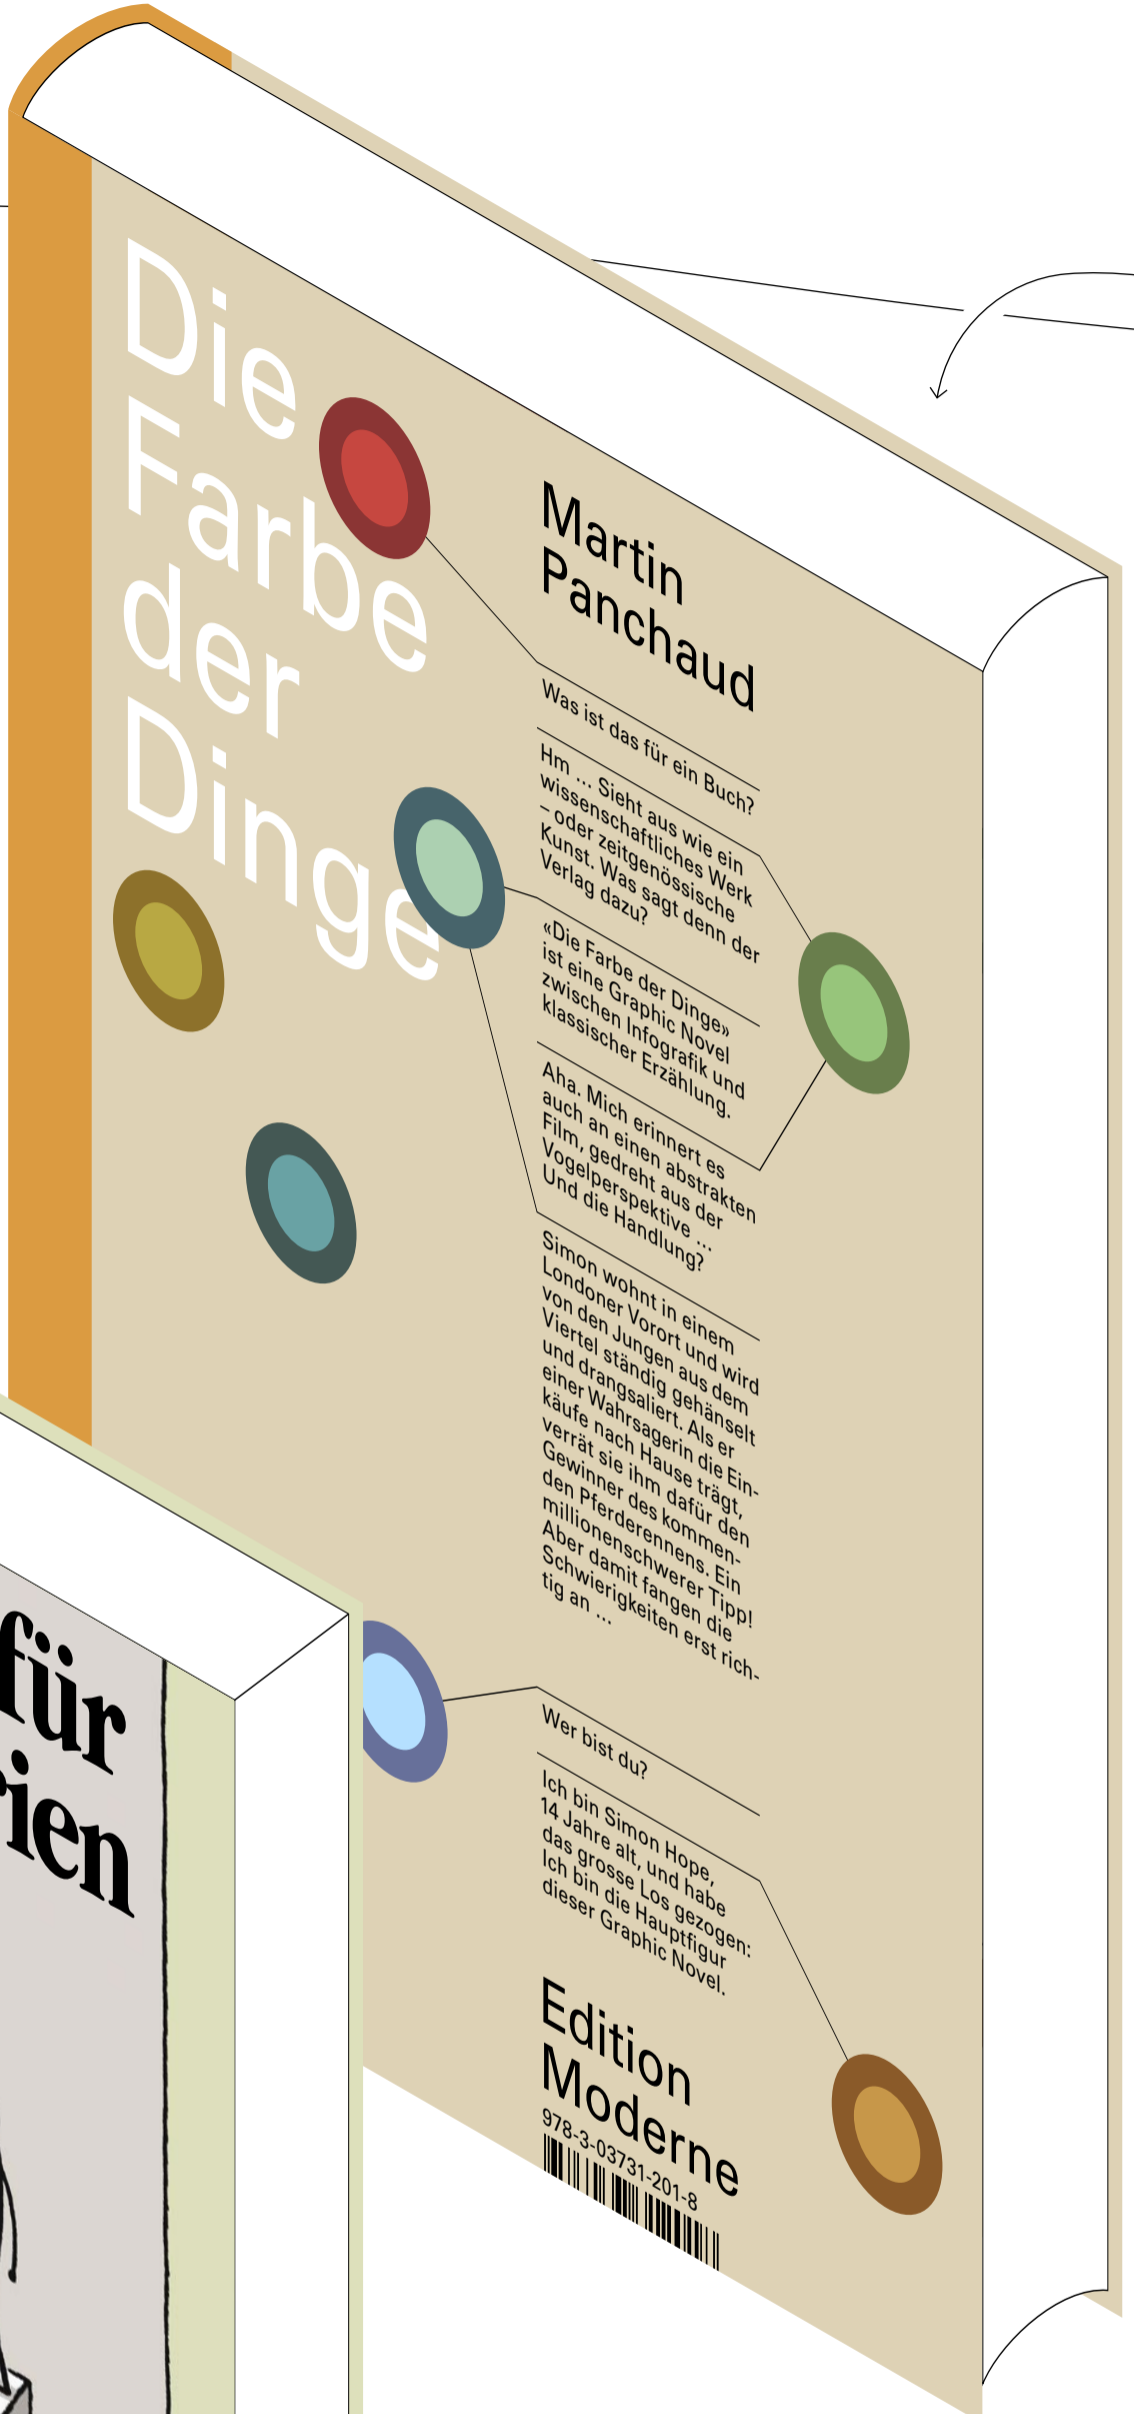 Die
Farbe
der
Dinge
Martin
Panchaud
Was ist das für ein Buch?
Hm ... Sieht aus wie ein
wissenschaftliches Werk
– oder zeitgenössische
Kunst. Was sagt denn der
Verlag dazu?
«Die Farbe der Dinge»
ist eine Graphic Novel
zwischen Infografik und
klassischer Erzählung.
Aha. Mich erinnert es
auch an einen abstrakten
Film, gedreht aus der
Vogelperspektive ...
Und die Handlung?
Simon wohnt in einem
Londoner Vorort und wird
von den Jungen aus dem
Viertel ständig gehänselt
und drangsaliert. Als er
einer Wahrsagerin die Ein-
käufe nach Hause trägt,
verrät sie ihm dafür den
Gewinner des kommen-
den Pferderennens. Ein
millionenschwerer Tipp!
Aber damit fangen die
Schwierigkeiten erst rich-
tig an ...
Wer bist du?
Ich bin Simon Hope,
14 Jahre alt, und habe
das grosse Los gezogen:
Ich bin die Hauptfigur
dieser Graphic Novel.
Edition
Moderne
978-3-03731-201-8
für